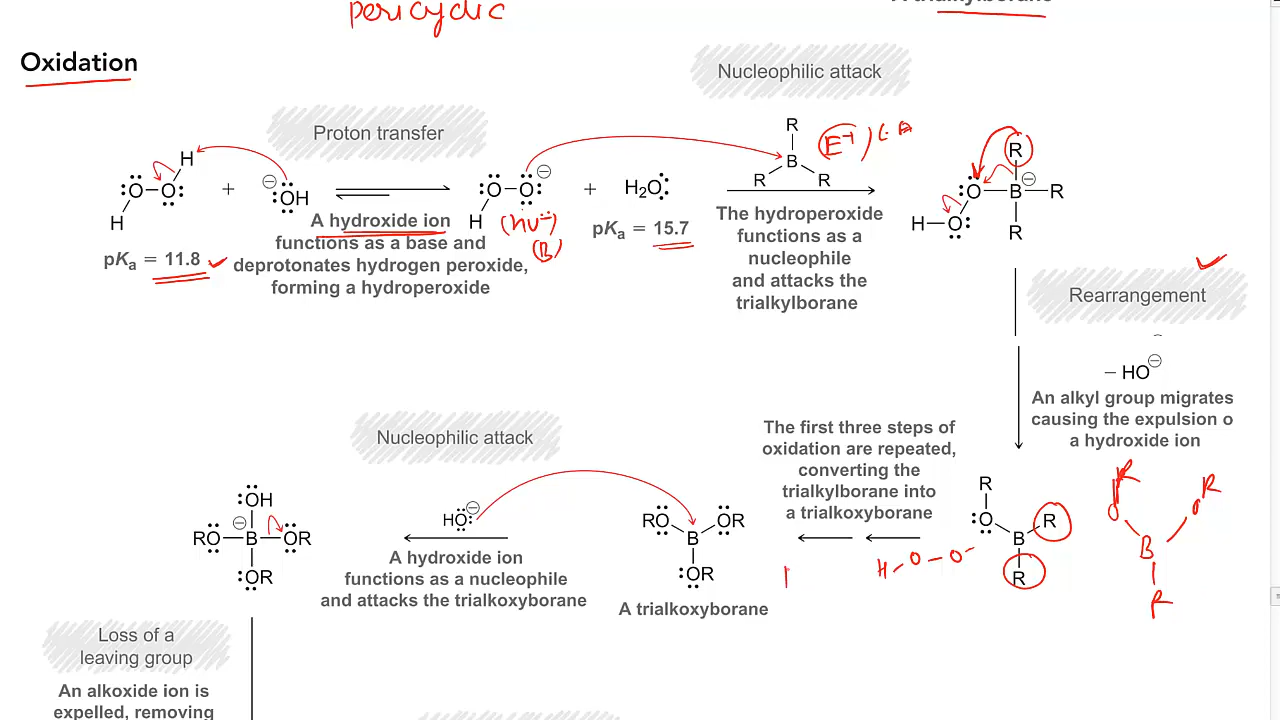 pericyclic
Oxidation
Nucleophilic attack
Proton transfer
R
E+) L.A
B
R
R
H
O
O
H
+
⊖
OH
O
O
⊖
H
+
H2O
(Nu⊖)
(B)
pKa = 11.8
A hydroxide ion
functions as a base and
deprotonates hydrogen peroxide,
forming a hydroperoxide
pKa = 15.7
The hydroperoxide
functions as a
nucleophile
and attacks the
trialkylborane
R
⊖
O
B
R
H
O
R
Rearrangement
− HO⊖
An alkyl group migrates
causing the expulsion o
a hydroxide ion
The first three steps of
oxidation are repeated,
converting the
trialkylborane into
a trialkoxyborane
R
O
B
R
R
H-O-O-
R
O
R
O
B
R
Nucleophilic attack
OH
⊖
RO
B
OR
OR
HO⊖
A hydroxide ion
functions as a nucleophile
and attacks the trialkoxyborane
RO
OR
B
OR
A trialkoxyborane
Loss of a
leaving group
An alkoxide ion is
expelled, removing